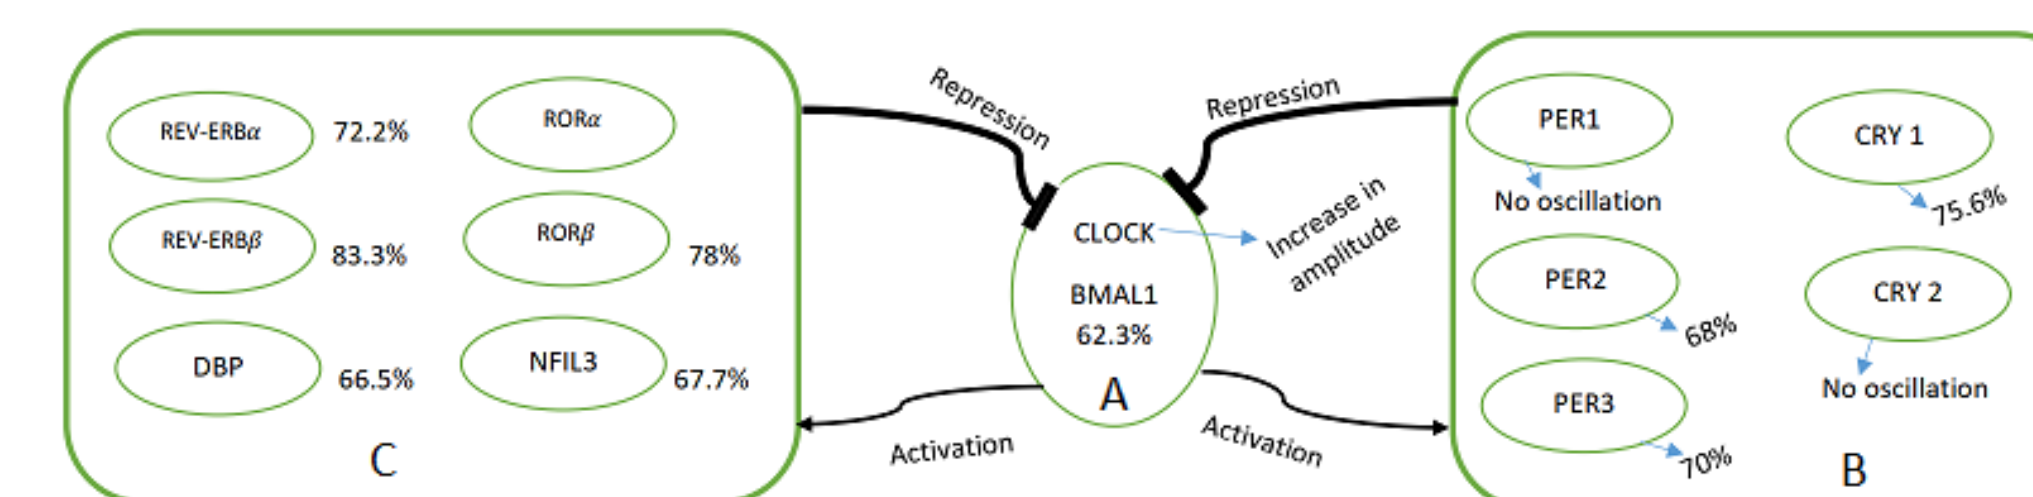 REV-ERBα
72.2%
RORα
REV-ERBβ
83.3%
RORβ
78%
DBP
66.5%
NFIL3
67.7%
C
Repression
Repression
CLOCK
Increase in
amplitude
BMAL1
62.3%
A
Activation
Activation
PER1
No oscillation
CRY 1
75.6%
PER2
68%
CRY 2
No oscillation
PER3
70%
B